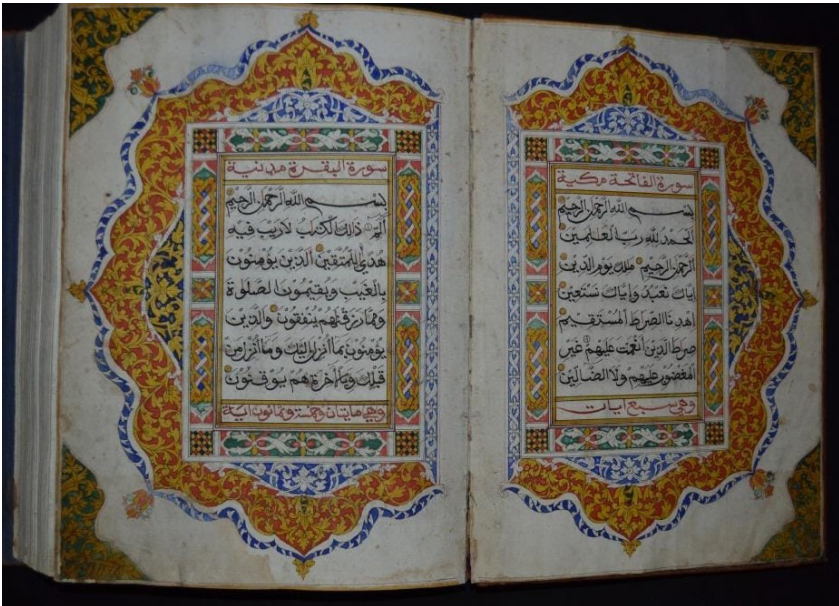 سورة الفاتحة مكية
بسم الله الرحمن الرحيم
الحمد لله رب العلمين
الرحمن الرحيم ملك يوم الدين
اياك نعبد واياك نستعين
اهدنا الصرط المستقيم
صرط الذين انعمت عليهم غير
المغضوب عليهم ولا الضالين
وهي سبع ايات
سورة البقرة مدنية
بسم الله الرحمن الرحيم
الم ذلك الكتب لا ريب فيه
هدى للمتقين الذين يؤمنون
بالغيب ويقيمون الصلوة
ومما رزقنهم ينفقون والذين
يؤمنون بما انزل اليك وما انزل من
قبلك وبالاخرة هم يوقنون
وهي مايتان وخمسة وثمانون اية